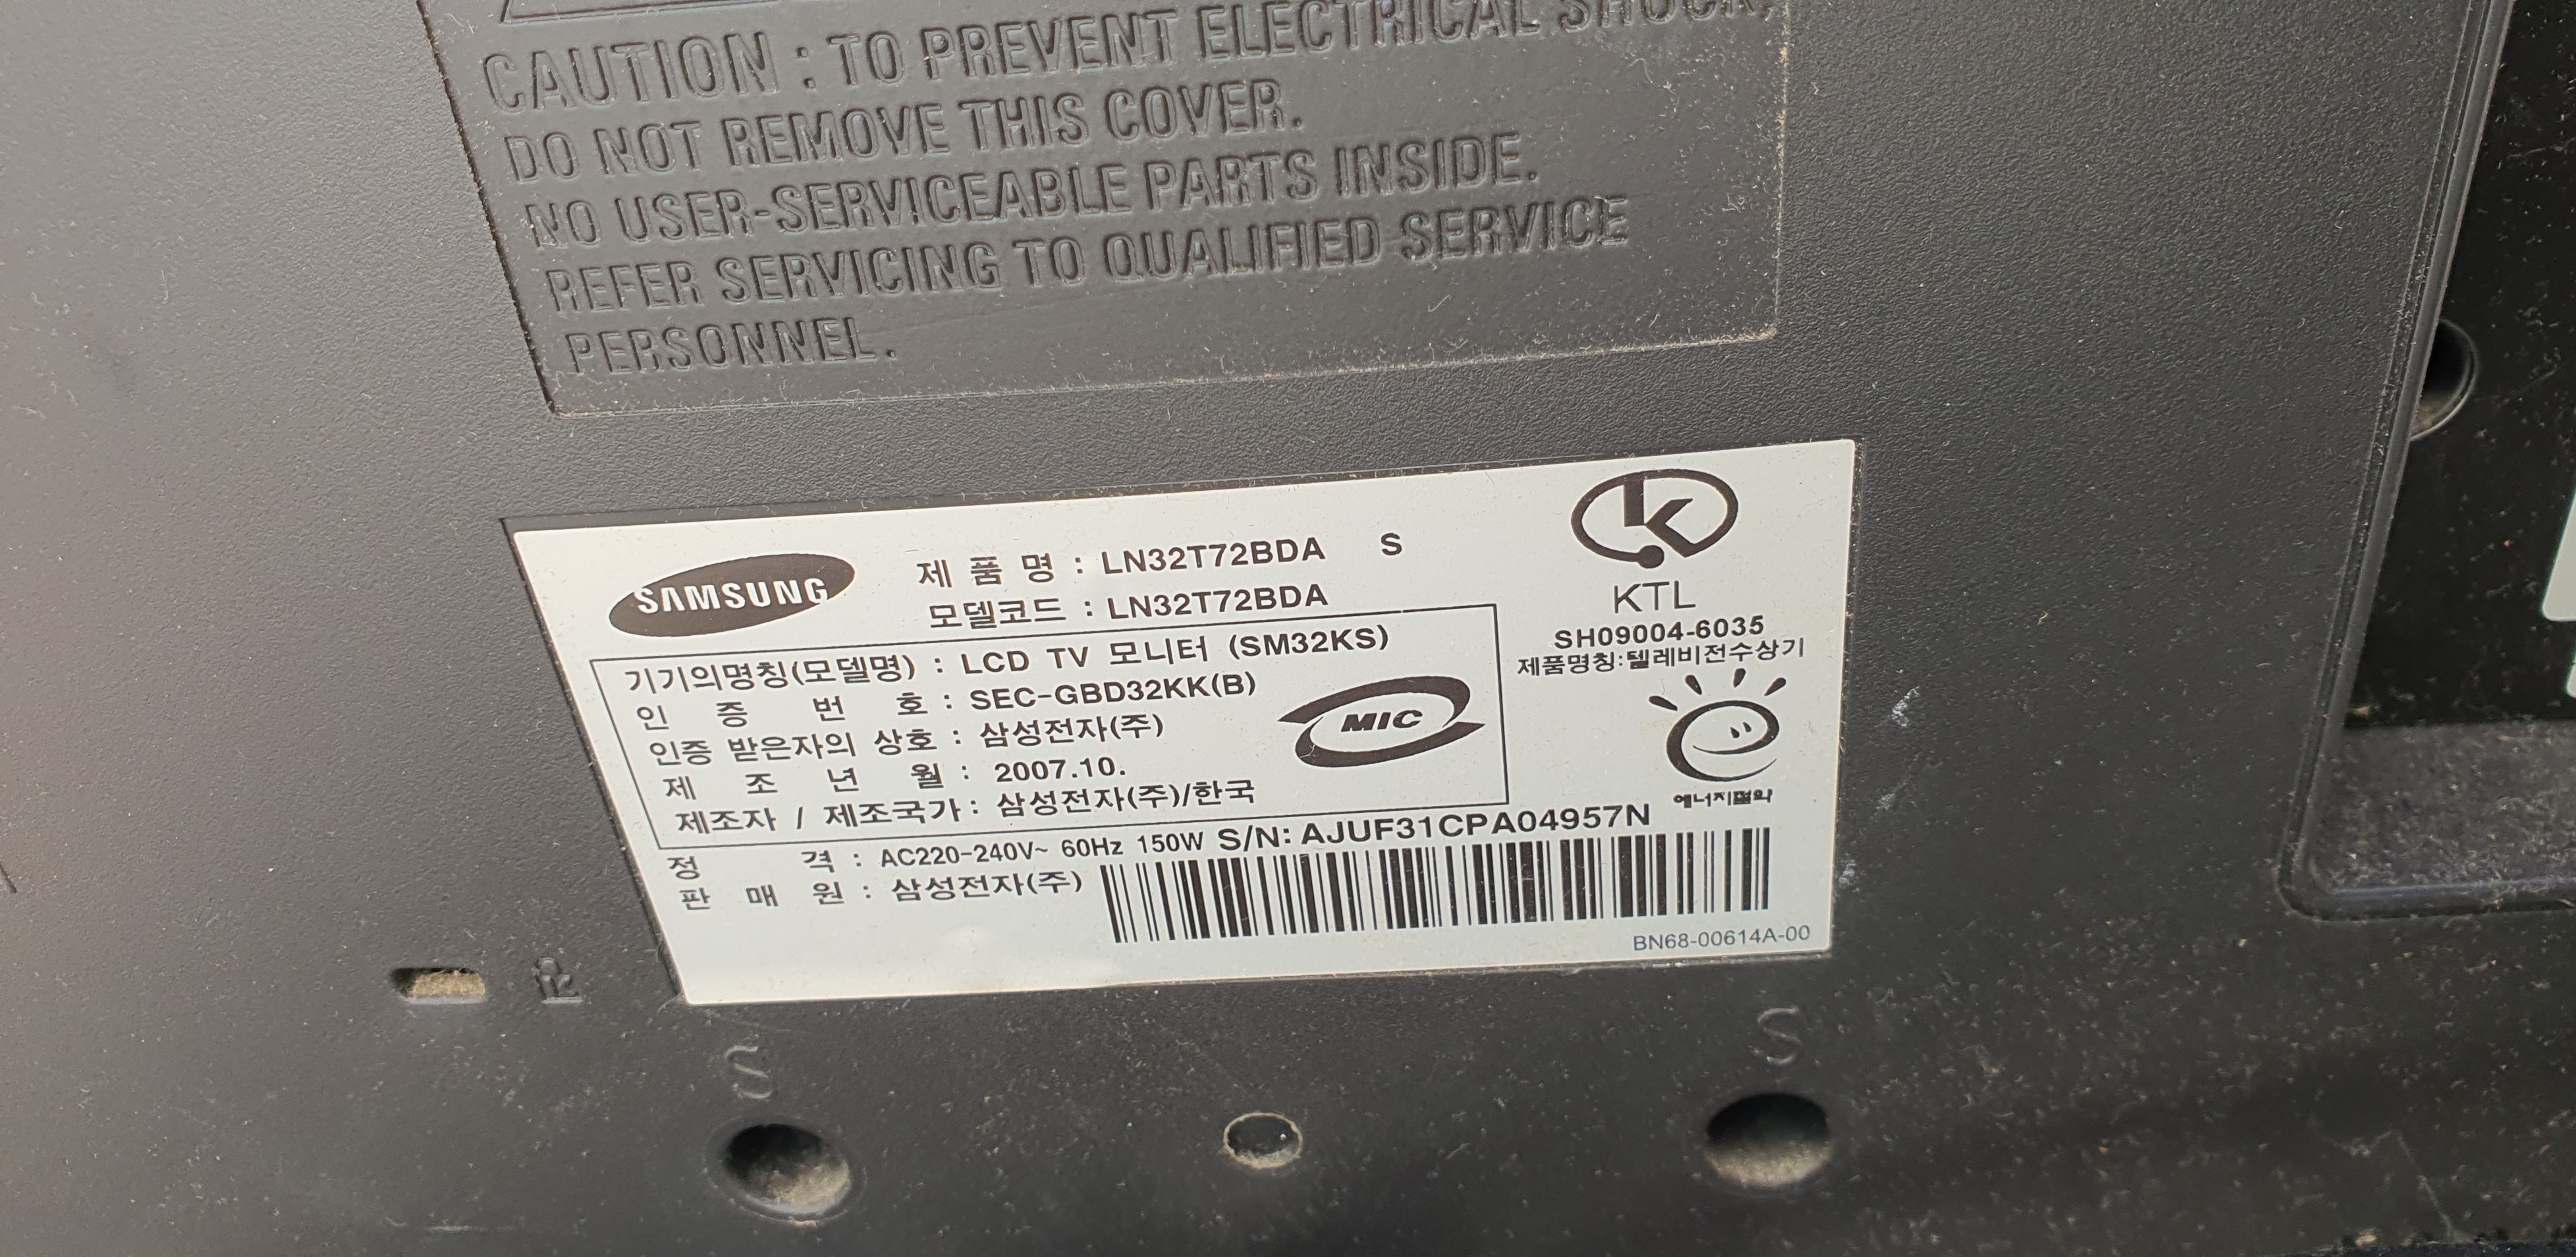 CAUTION : TO PREVENT ELECTRICAL SHOCK,
DO NOT REMOVE THIS COVER.
NO USER-SERVICEABLE PARTS INSIDE.
REFER SERVICING TO QUALIFIED SERVICE
PERSONNEL.
SAMSUNG
제 품 명 : LN32T72BDA S
모델코드 : LN32T72BDA
기기의명칭(모델명) : LCD TV 모니터 (SM32KS)
인 증 번 호 : SEC-GBD32KK(B)
인증 받은자의 상호 : 삼성전자(주)
제 조 년 월 : 2007.10.
제조자 / 제조국가 : 삼성전자(주)/한국
MIC
KTL
SH09004-6035
제품명칭:텔레비전수상기
에너지절약
정 격 : AC220-240V~ 60Hz 150W S/N: AJUF31CPA04957N
판 매 원 : 삼성전자(주)
BN68-00614A-00
S
S